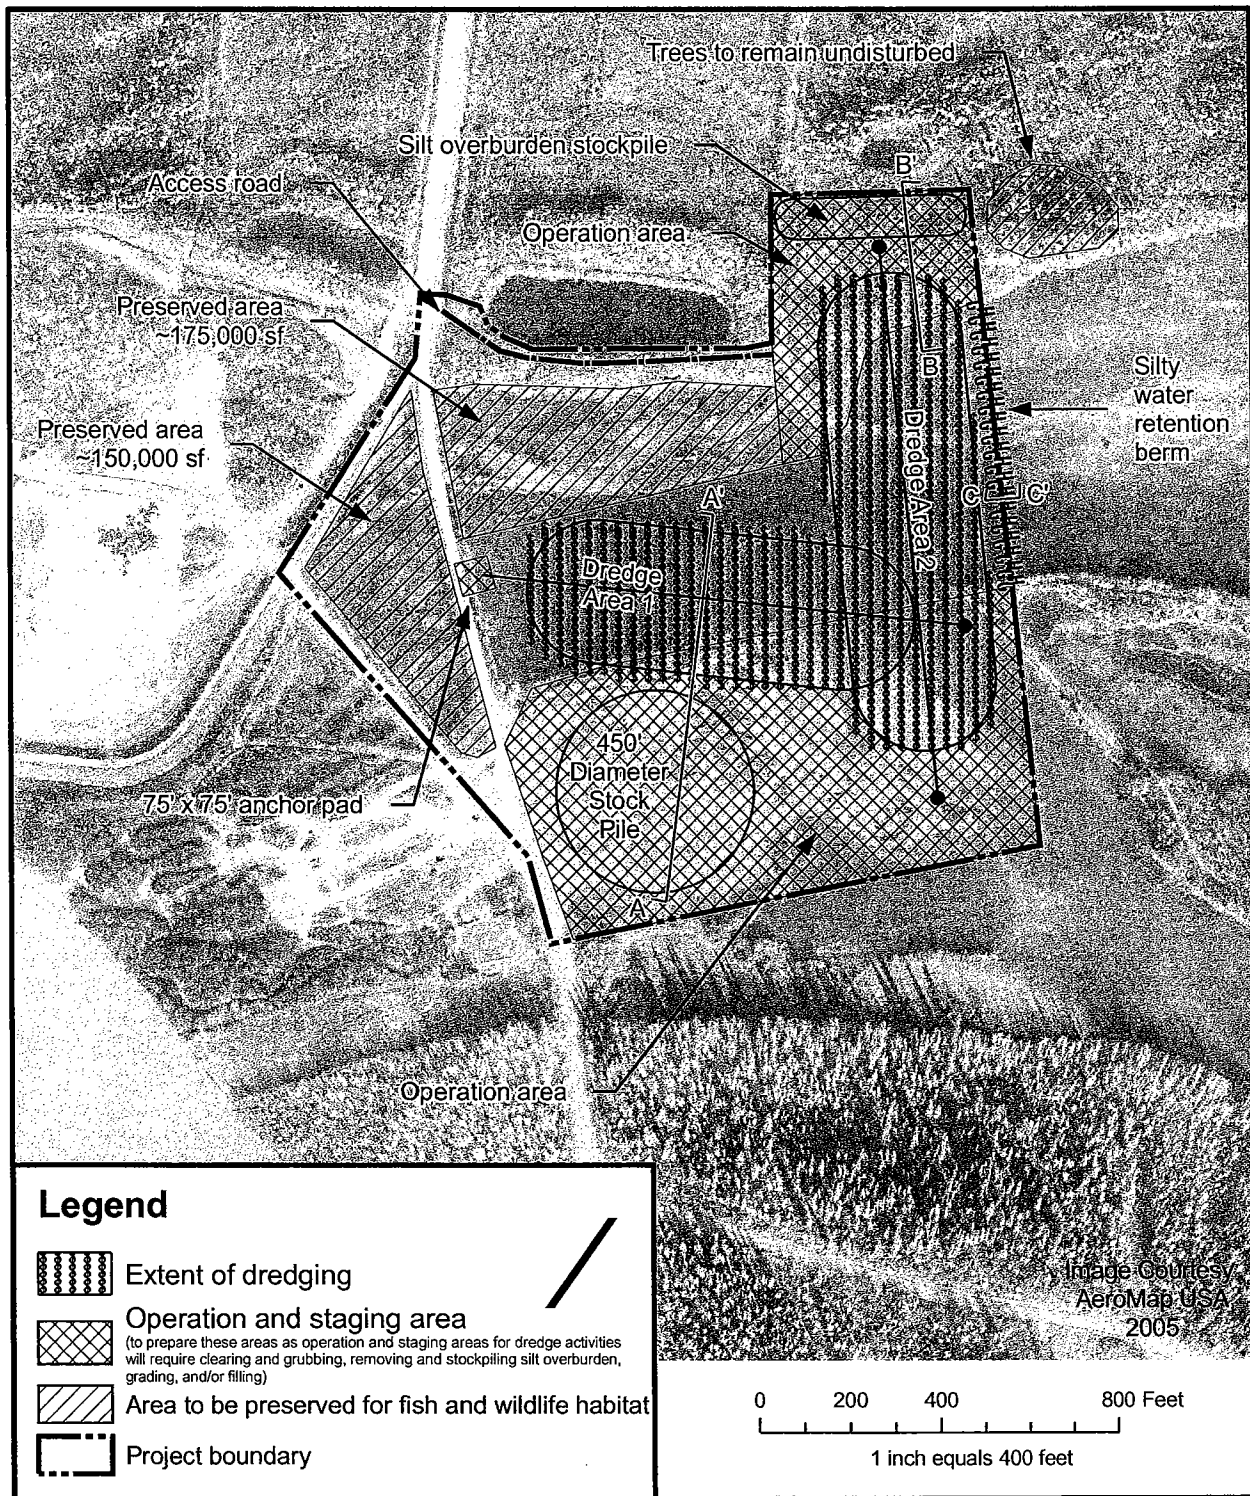 Trees to remain undisturbed
Silt overburden stockpile
B'
Access road
Operation area
Preserved area
~175,000 sf
Silty
water
retention
berm
B
Preserved area
~150,000 sf
Dredge Area 2
A'
C
C'
Dredge
Area 1
450'
Diameter
Stock
Pile
75' x 75' anchor pad
A
Operation area
Legend
Extent of dredging
Operation and staging area
(to prepare these areas as operation and staging areas for dredge activities
will require clearing and grubbing, removing and stockpiling silt overburden,
grading, and/or filling)
Area to be preserved for fish and wildlife habitat
Project boundary
Image Courtesy
AeroMap USA
2005
0 200 400 800 Feet
1 inch equals 400 feet